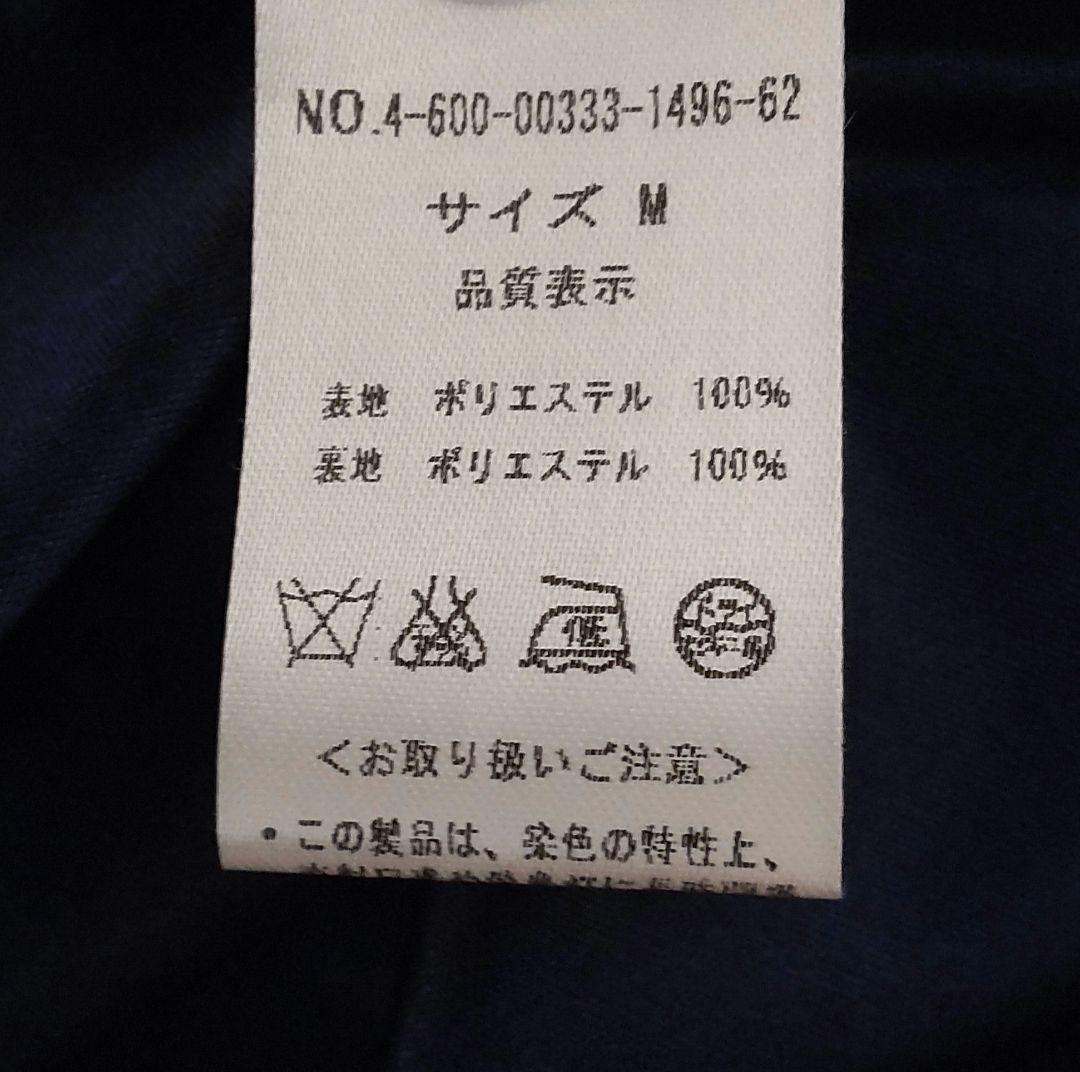 NO.4-600-00333-1496-62
サイズ M
品質表示
表地 ポリエステル 100%
裏地 ポリエステル 100%
低
<お取り扱いご注意>
・この製品は、染色の特性上、